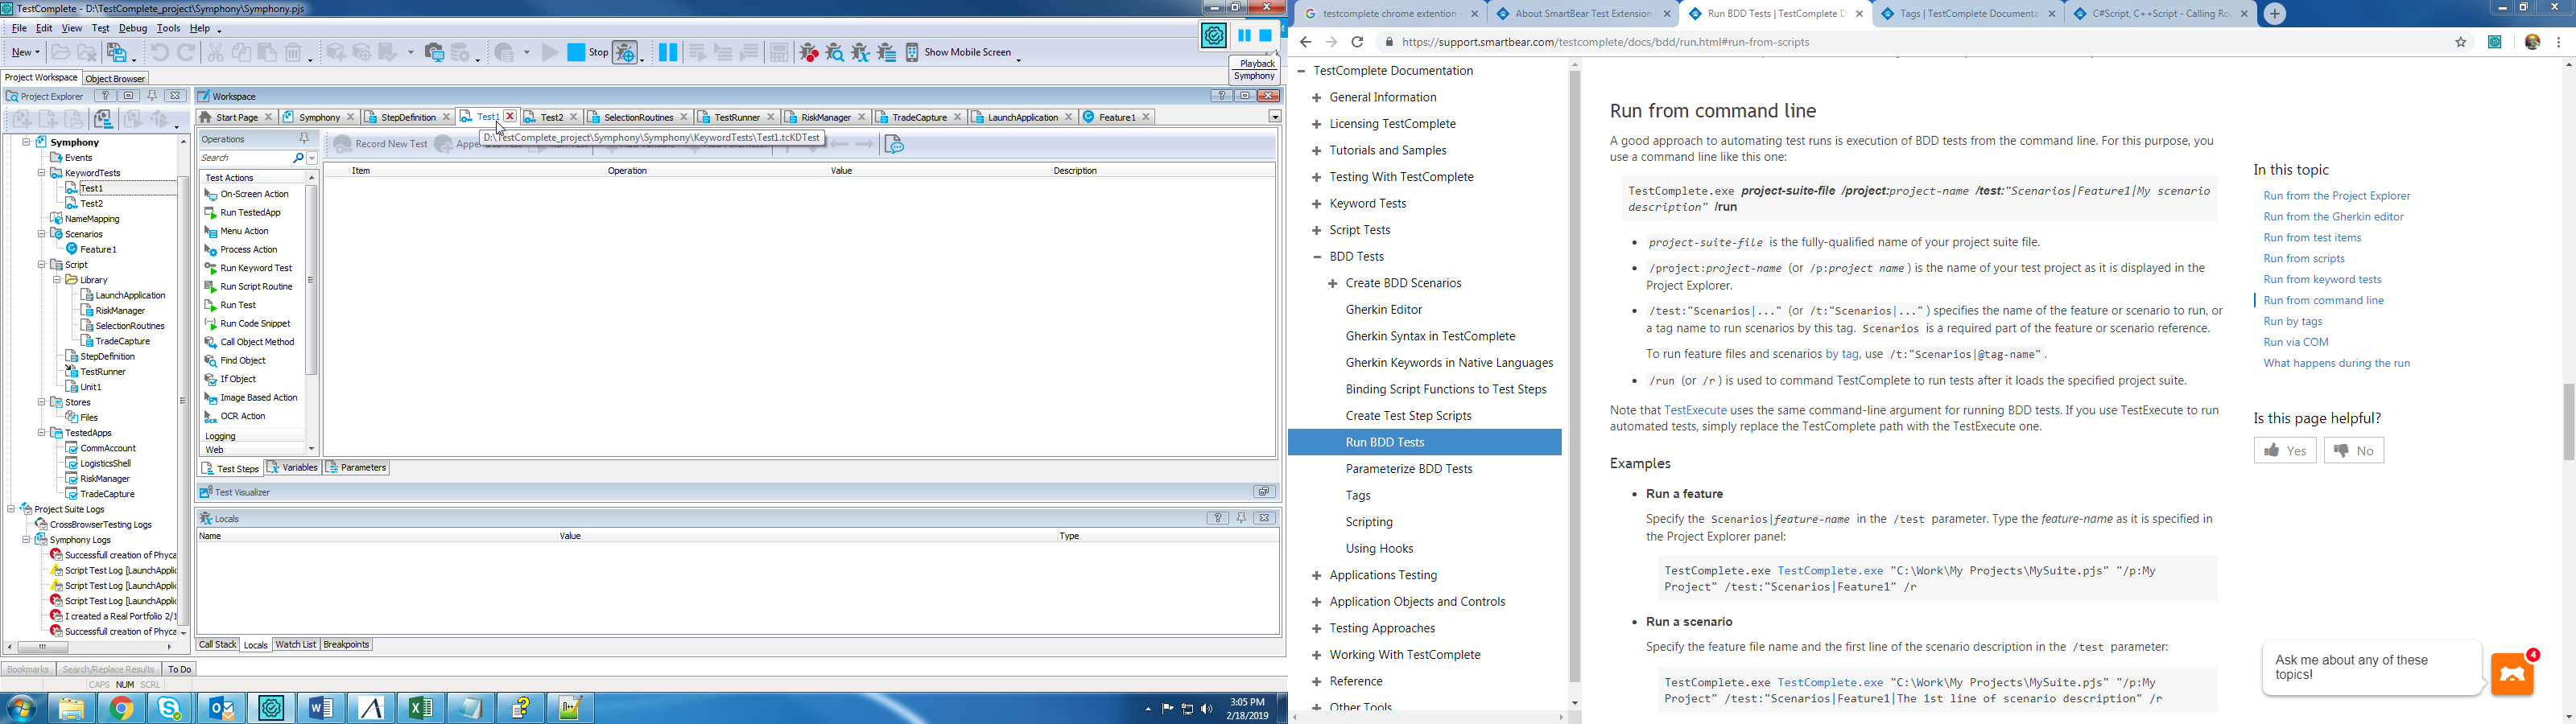 TestComplete - D:\TestComplete_project\Symphony\Symphony.pjs
File Edit View Test Debug Tools Help
New
Stop
Show Mobile Screen
Playback
Symphony
Project Workspace Object Browser
Project Explorer
Symphony
Events
KeywordTests
Test1
Test2
NameMapping
Scenarios
Feature1
Script
Library
LaunchApplication
RiskManager
SelectionRoutines
TradeCapture
StepDefinition
TestRunner
Unit1
Stores
Files
TestedApps
CommAccount
LogisticsShell
RiskManager
TradeCapture
Project Suite Logs
CrossBrowserTesting Logs
Symphony Logs
Successfull creation of Phyca
Script Test Log [LaunchApplic
Script Test Log [LaunchApplic
Script Test Log [LaunchApplic
I created a Real Portfolio 2/1
Successfull creation of Phyca
Workspace
Start Page Symphony StepDefinition Test1 Test2 SelectionRoutines TestRunner RiskManager TradeCapture LaunchApplication Feature1
D:\TestComplete_project\Symphony\Symphony\KeywordTests\Test1.tcKDTest
Operations
Record New Test
Search
Item Operation Value Description
Test Actions
On-Screen Action
Run TestedApp
Menu Action
Process Action
Run Keyword Test
Run Script Routine
Run Test
Run Code Snippet
Call Object Method
Find Object
If Object
Image Based Action
OCR Action
Logging
Web
Test Steps Variables Parameters
Test Visualizer
Locals
Name Value Type
Call Stack Locals Watch List Breakpoints
Bookmarks Search/Replace Results To Do
CAPS NUM SCRL
3:05 PM
2/18/2019
testcomplete chrome extention
About SmartBear Test Extension
Run BDD Tests | TestComplete D
Tags | TestComplete Documentat
C#Script, C++Script - Calling Rou
https://support.smartbear.com/testcomplete/docs/bdd/run.html#run-from-scripts
TestComplete Documentation
General Information
Licensing TestComplete
Tutorials and Samples
Testing With TestComplete
Keyword Tests
Script Tests
BDD Tests
Create BDD Scenarios
Gherkin Editor
Gherkin Syntax in TestComplete
Gherkin Keywords in Native Languages
Binding Script Functions to Test Steps
Create Test Step Scripts
Run BDD Tests
Parameterize BDD Tests
Tags
Scripting
Using Hooks
Applications Testing
Application Objects and Controls
Testing Approaches
Working With TestComplete
Reference
Other Tools
Run from command line
A good approach to automating test runs is execution of BDD tests from the command line. For this purpose, you
use a command line like this one:
TestComplete.exe project-suite-file /project:project-name /test:"Scenarios|Feature1|My scenario
description" /run
• project-suite-file is the fully-qualified name of your project suite file.
• /project:project-name (or /p:project name) is the name of your test project as it is displayed in the
Project Explorer.
• /test:"Scenarios|..." (or /t:"Scenarios|...") specifies the name of the feature or scenario to run, or
a tag name to run scenarios by this tag. Scenarios is a required part of the feature or scenario reference.
To run feature files and scenarios by tag, use /t:"Scenarios|@tag-name".
• /run (or /r) is used to command TestComplete to run tests after it loads the specified project suite.
Note that TestExecute uses the same command-line argument for running BDD tests. If you use TestExecute to run
automated tests, simply replace the TestComplete path with the TestExecute one.
Examples
• Run a feature
Specify the Scenarios|feature-name in the /test parameter. Type the feature-name as it is specified in
the Project Explorer panel:
TestComplete.exe TestComplete.exe "C:\Work\My Projects\MySuite.pjs" "/p:My
Project" /test:"Scenarios|Feature1" /r
• Run a scenario
Specify the feature file name and the first line of the scenario description in the /test parameter:
TestComplete.exe TestComplete.exe "C:\Work\My Projects\MySuite.pjs" "/p:My
Project" /test:"Scenarios|Feature1|The 1st line of scenario description" /r
In this topic
Run from the Project Explorer
Run from the Gherkin editor
Run from test items
Run from scripts
Run from keyword tests
Run from command line
Run by tags
Run via COM
What happens during the run
Is this page helpful?
Yes No
Ask me about any of these
topics!
4